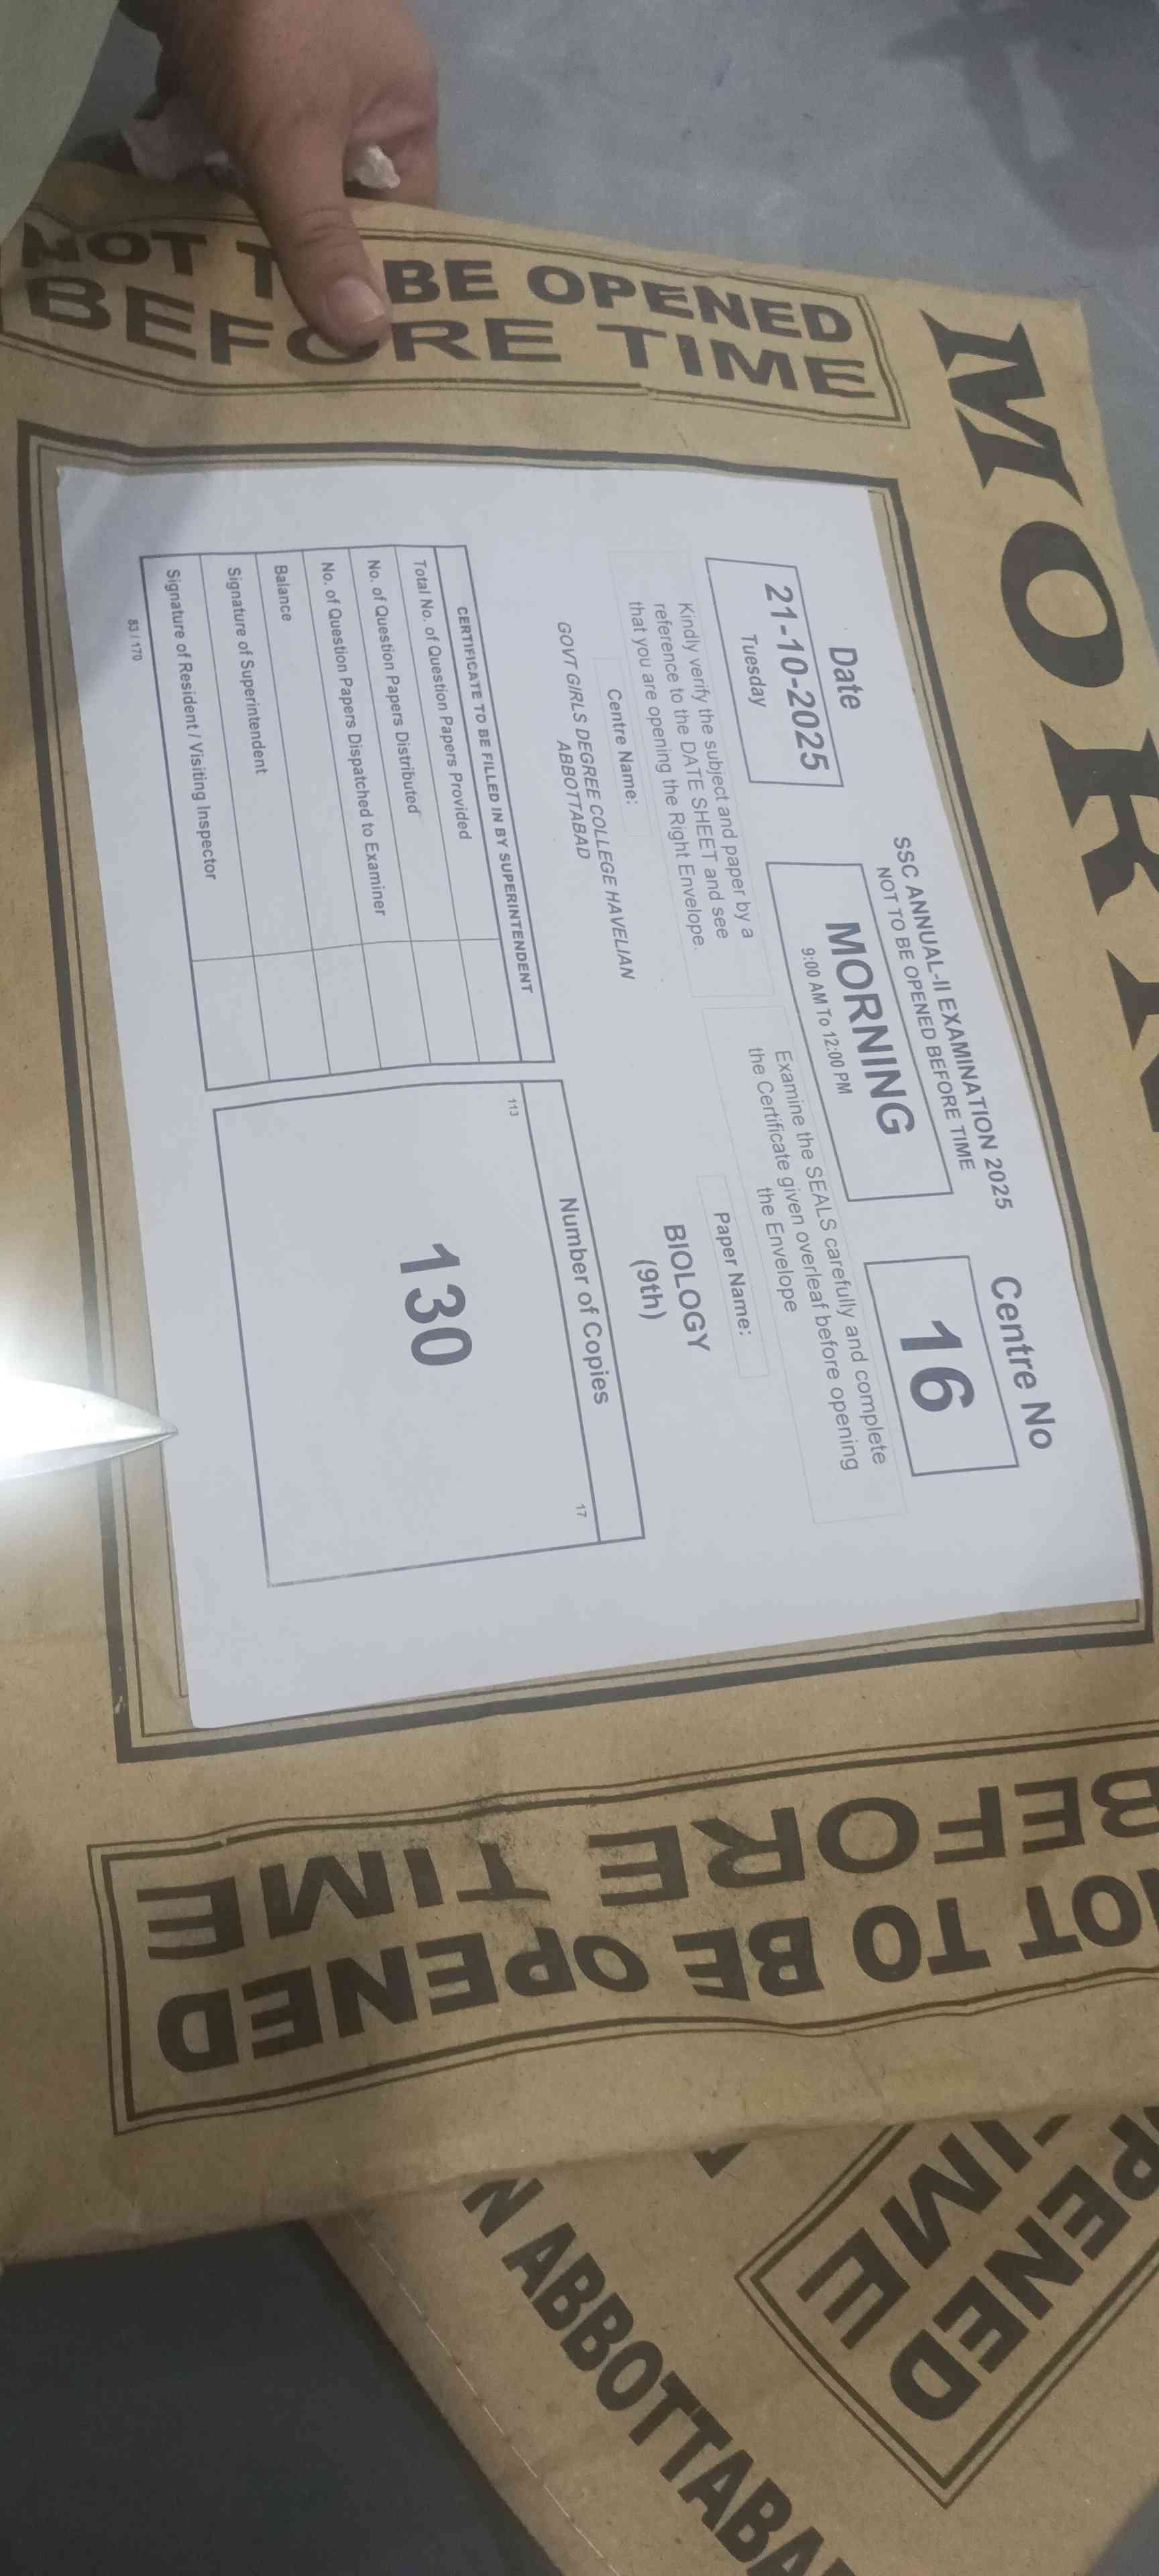 MORN
NOT TO BE OPENED
BEFORE TIME
SSC ANNUAL-II EXAMINATION 2025
NOT TO BE OPENED BEFORE TIME
Date
21-10-2025
Tuesday
MORNING
9:00 AM To 12:00 PM
Centre No
16
Kindly verify the subject and paper by a
reference to the DATE SHEET and see
that you are opening the Right Envelope.
Examine the SEALS carefully and complete
the Certificate given overleaf before opening
the Envelope
Centre Name:
GOVT GIRLS DEGREE COLLEGE HAVELIAN
ABBOTTABAD
Paper Name:
BIOLOGY
(9th)
CERTIFICATE TO BE FILLED IN BY SUPERINTENDENT
Total No. of Question Papers Provided
No. of Question Papers Distributed
No. of Question Papers Dispatched to Examiner
Balance
Signature of Superintendent
Signature of Resident / Visiting Inspector
83 / 170
Number of Copies
113
17
130
NOT TO BE OPENED
BEFORE TIME
PENED
IME
N ABBOTTABA